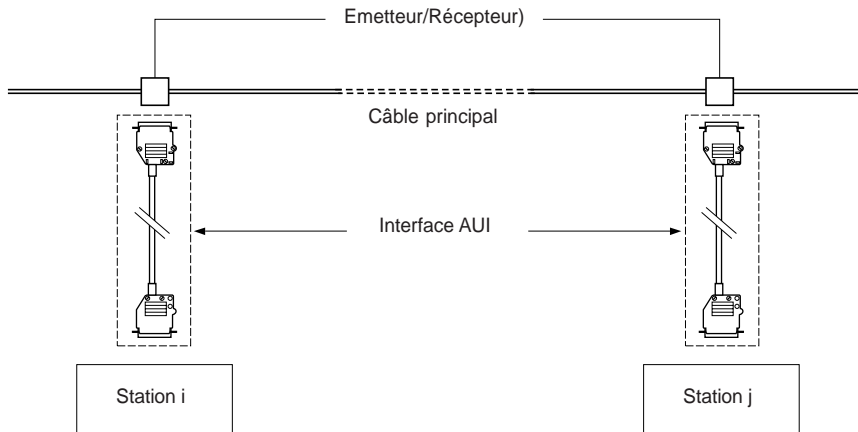 Emetteur/Récepteur)
Câble principal
Interface AUI
Station i
Station j